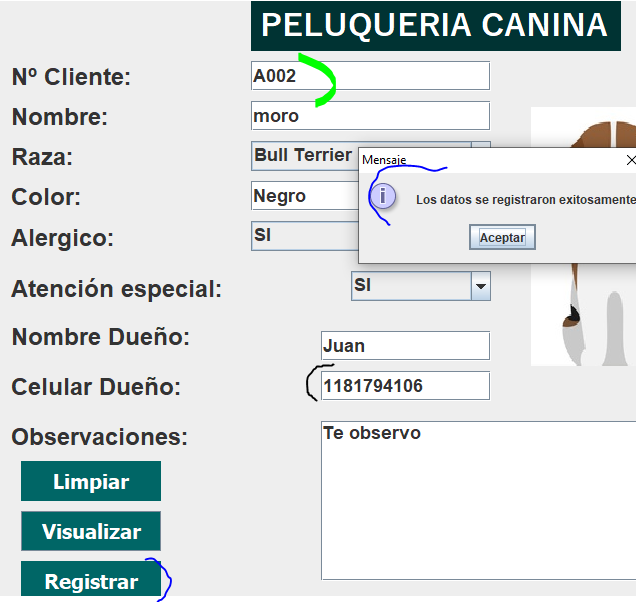 PELUQUERIA CANINA
Nº Cliente: A002
Nombre: moro
Raza: Bull Terrier
Mensaje
Color: Negro
Los datos se registraron exitosamente
Aceptar
Alergico: SI
Atención especial: SI
Nombre Dueño: Juan
Celular Dueño: 1181794106
Observaciones: Te observo
Limpiar
Visualizar
Registrar